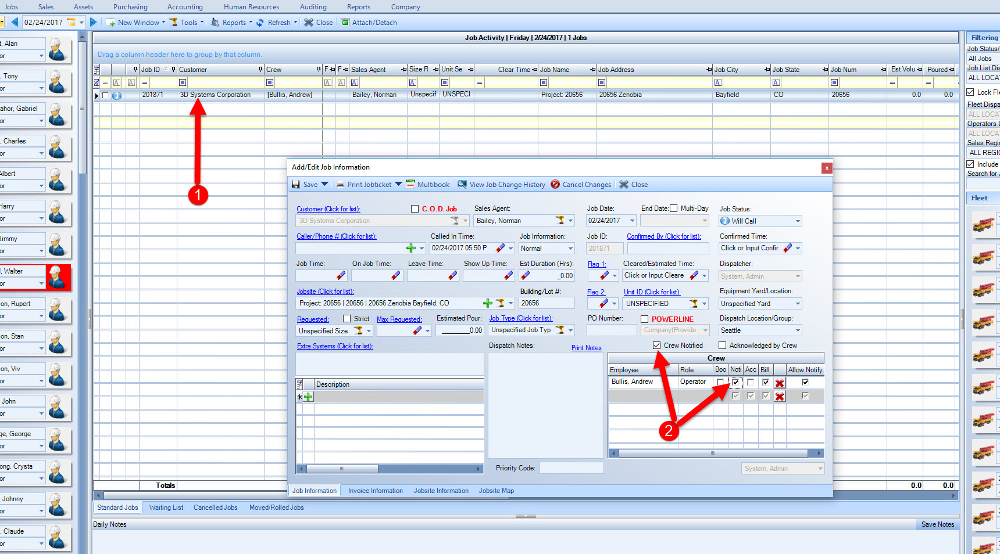 Jobs Sales Assets Purchasing Accounting Human Resources Auditing Reports Company
02/24/2017 New Window Tools Reports Refresh Close Attach/Detach
Job Activity | Friday | 2/24/2017 | 1 Jobs
Drag a column header here to group by that column.
Job ID Customer Crew F F Sales Agent Size R Unit Se Clear Time Job Name Job Address Job City Job State Job Num Est Volu Poured
201871 3D Systems Corporation [Bullis, Andrew] Bailey, Norman Unspecif UNSPECI Project: 20656 20656 Zenobia Bayfield CO 20656 0.0 0.0
t, Alan
or
, Tony
or
ahor, Gabriel
or
, Charles
or
Albert
or
Harry
or
Jimmy
or
l, Walter
or
on, Rupert
or
on, Stan
or
on, Viv
or
John
or
ge, George
or
ong, Crysta
or
, Johnny
or
, Claude
or
1
Add/Edit Job Information
x
Save Print Jobticket Multibook View Job Change History Cancel Changes Close
Customer (Click for list): C.O.D. Job Sales Agent: Job Date: End Date: Multi-Day Job Status:
3D Systems Corporation Bailey, Norman 02/24/2017 Will Call
Caller/Phone # (Click for list): Called In Time: Job Information: Job ID: Confirmed By (Click for list): Confirmed Time:
02/24/2017 05:50 P Normal 201871 Click or Input Confir
Job Time: On Job Time: Leave Time: Show Up Time: Est Duration (Hrs): Flag 1: Cleared/Estimated Time: Dispatcher:
_0.00 Click or Input Cleare System, Admin
Jobsite (Click for list): Building/Lot #: Flag 2: Unit ID (Click for list): Equipment Yard/Location:
Project: 20656 | 20656 | 20656 Zenobia Bayfield, CO 20656 UNSPECIFIED Unspecified Yard
Requested: Strict Max Requested: Estimated Pour: Job Type (Click for list): PO Number: POWERLINE Dispatch Location/Group:
Unspecified Size ________0.00 Unspecified Job Typ Company(Provide Seattle
Extra Systems (Click for list): Dispatch Notes: Print Notes Crew Notified Acknowledged by Crew
Crew
Employee Role Boo Noti Acc Bill Allow Notify
Bullis, Andrew Operator
Description
2
Priority Code: System, Admin
Job Information Invoice Information Jobsite Information Jobsite Map
Totals 0.0 0.0
Standard Jobs Waiting List Cancelled Jobs Moved/Rolled Jobs
Daily Notes Save Notes
Filtering
Job Status/
All Jobs
Job List Dis
ALL LOCA
Lock Fle
Fleet Dispa
ALL LOCA
Operators D
ALL LOCA
Sales Regi
ALL REGIO
Include
Search for J
Fleet